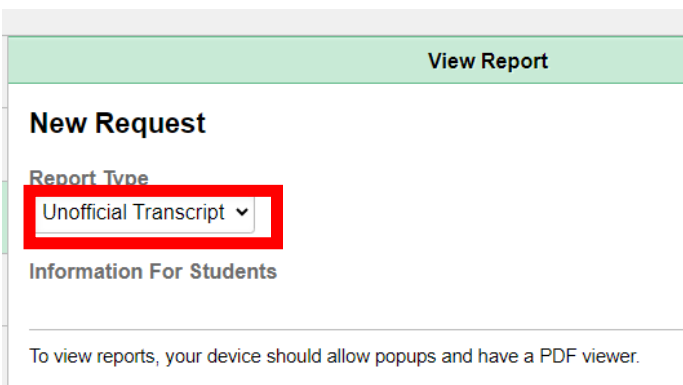 View Report
New Request
Report Type
Unofficial Transcript
Information For Students
To view reports, your device should allow popups and have a PDF viewer.